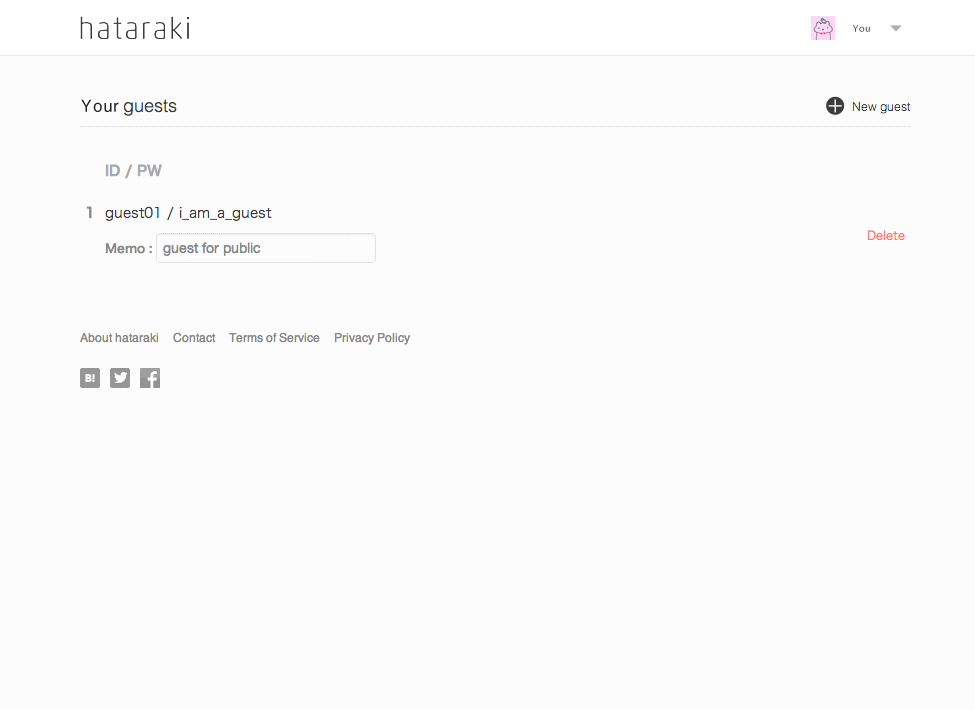 hataraki
You
Your guests
New guest
ID / PW
1 guest01 / i_am_a_guest
Memo : guest for public
Delete
About hataraki Contact Terms of Service Privacy Policy
B!